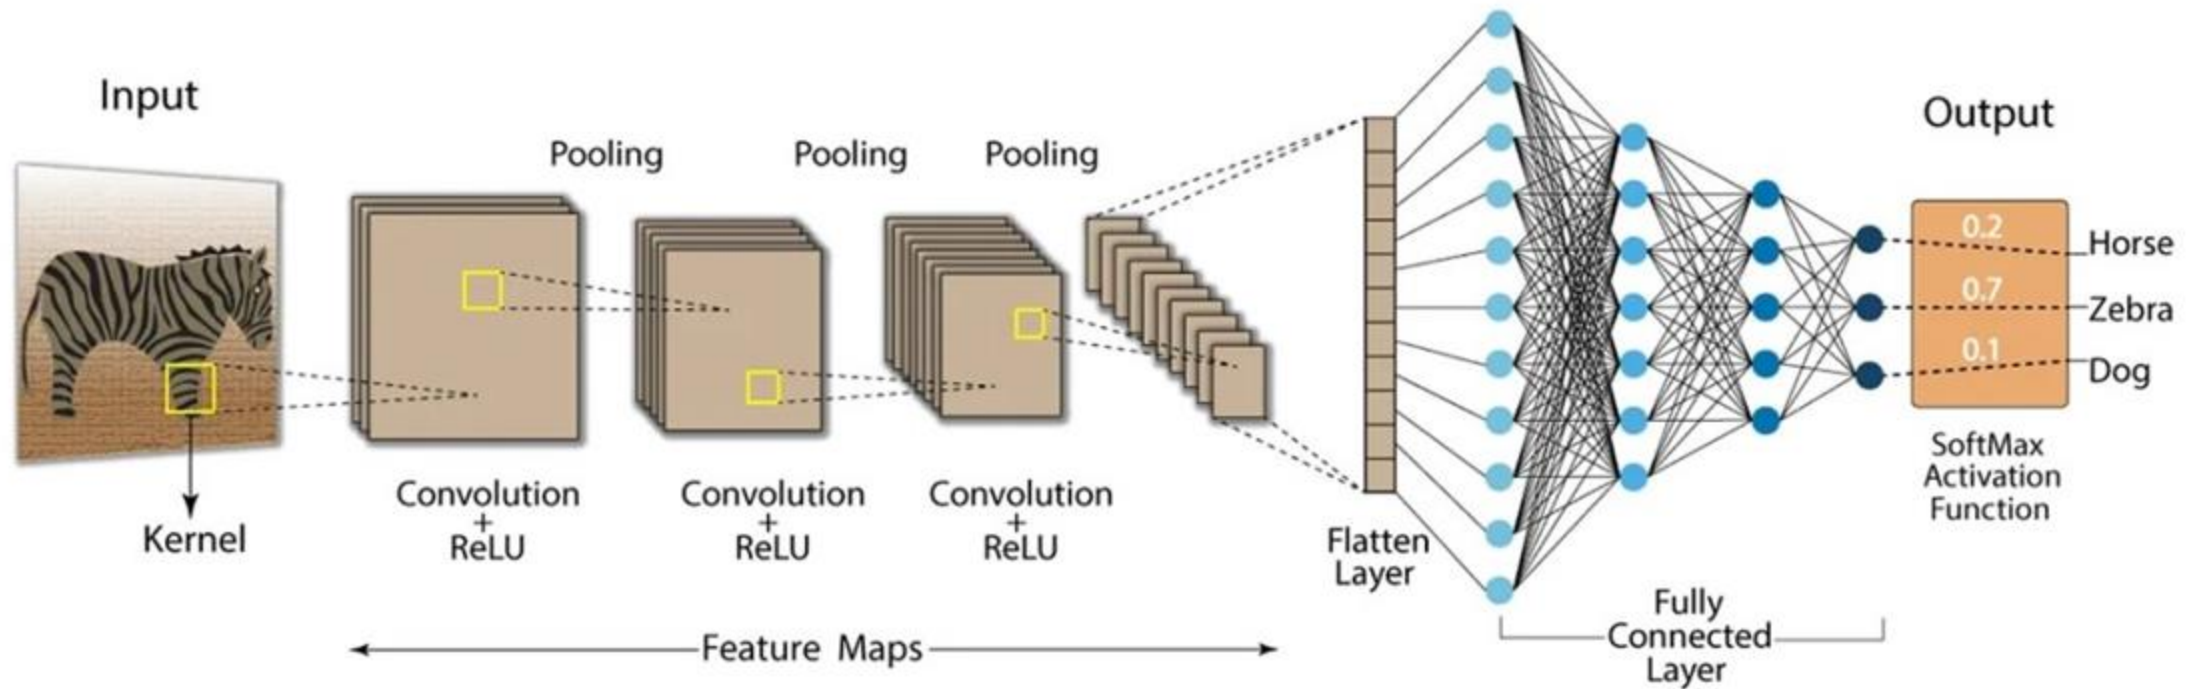 Input
Kernel
Pooling
Pooling
Pooling
Convolution
+
ReLU
Convolution
+
ReLU
Convolution
+
ReLU
Feature Maps
Flatten
Layer
Fully
Connected
Layer
Output
0.2
Horse
0.7
Zebra
0.1
Dog
SoftMax
Activation
Function